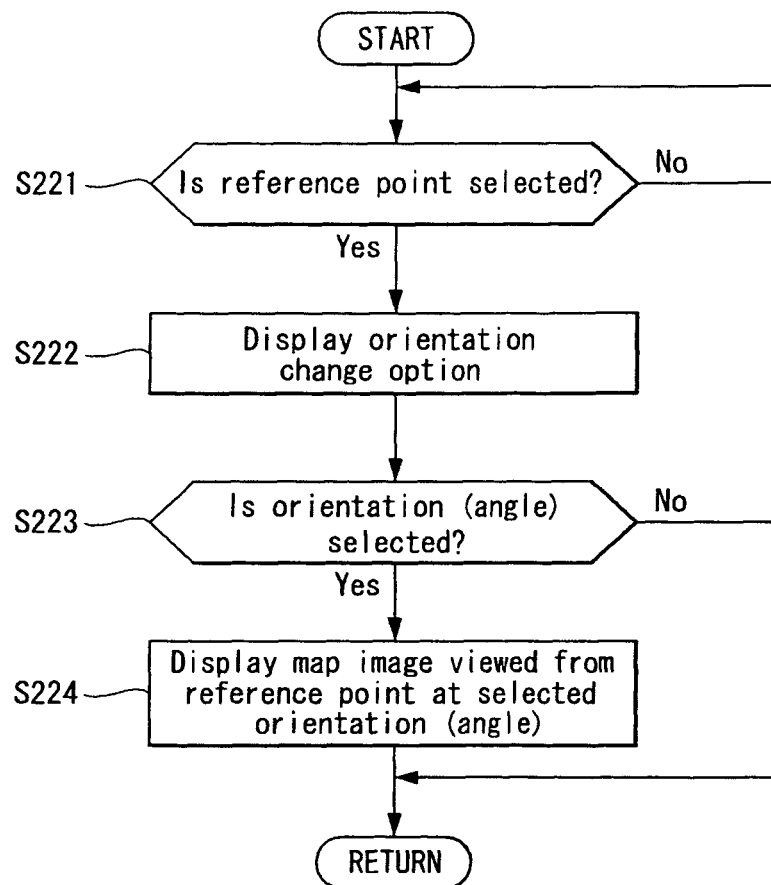 START
S221
Is reference point selected?
No
Yes
S222
Display orientation
change option
S223
Is orientation (angle)
selected?
No
Yes
S224
Display map image viewed from
reference point at selected
orientation (angle)
RETURN